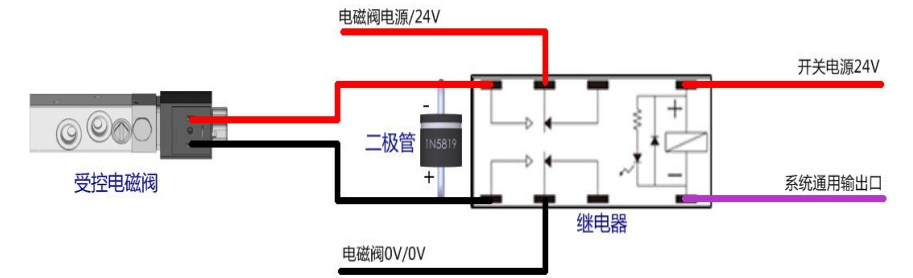 电磁阀电源/24V
开关电源24V
-
二极管
1N5819
+
+
-
受控电磁阀
系统通用输出口
继电器
电磁阀0V/0V